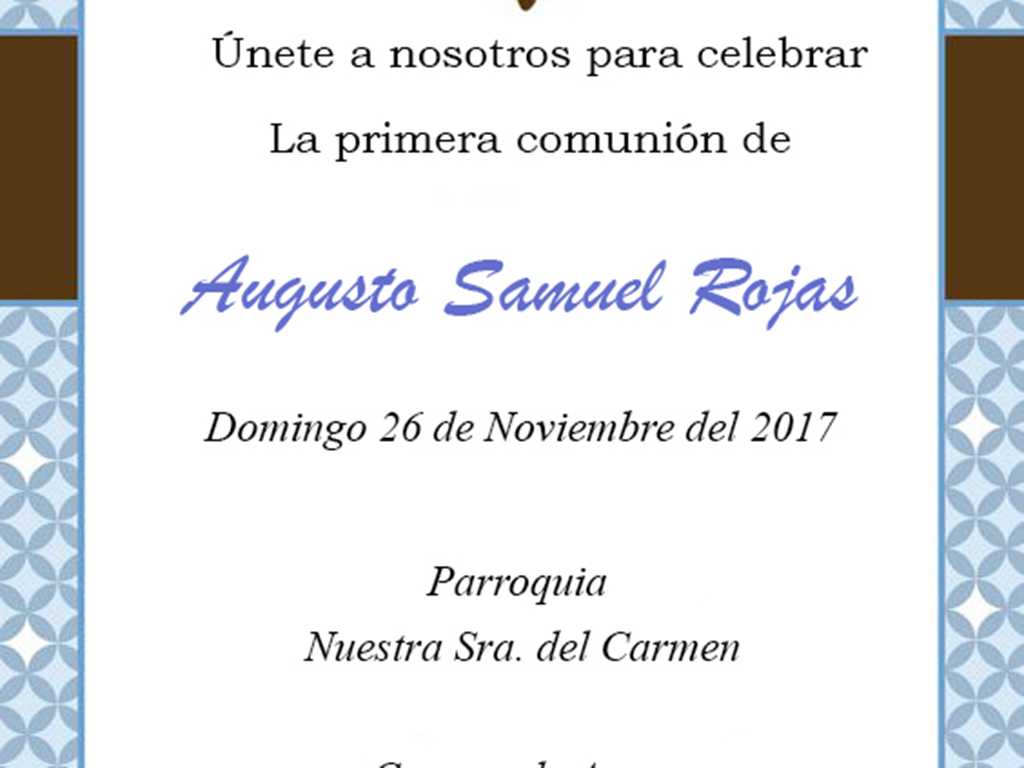 Únete a nosotros para celebrar
La primera comunión de
Augusto Samuel Rojas
Domingo 26 de Noviembre del 2017
Parroquia
Nuestra Sra. del Carmen